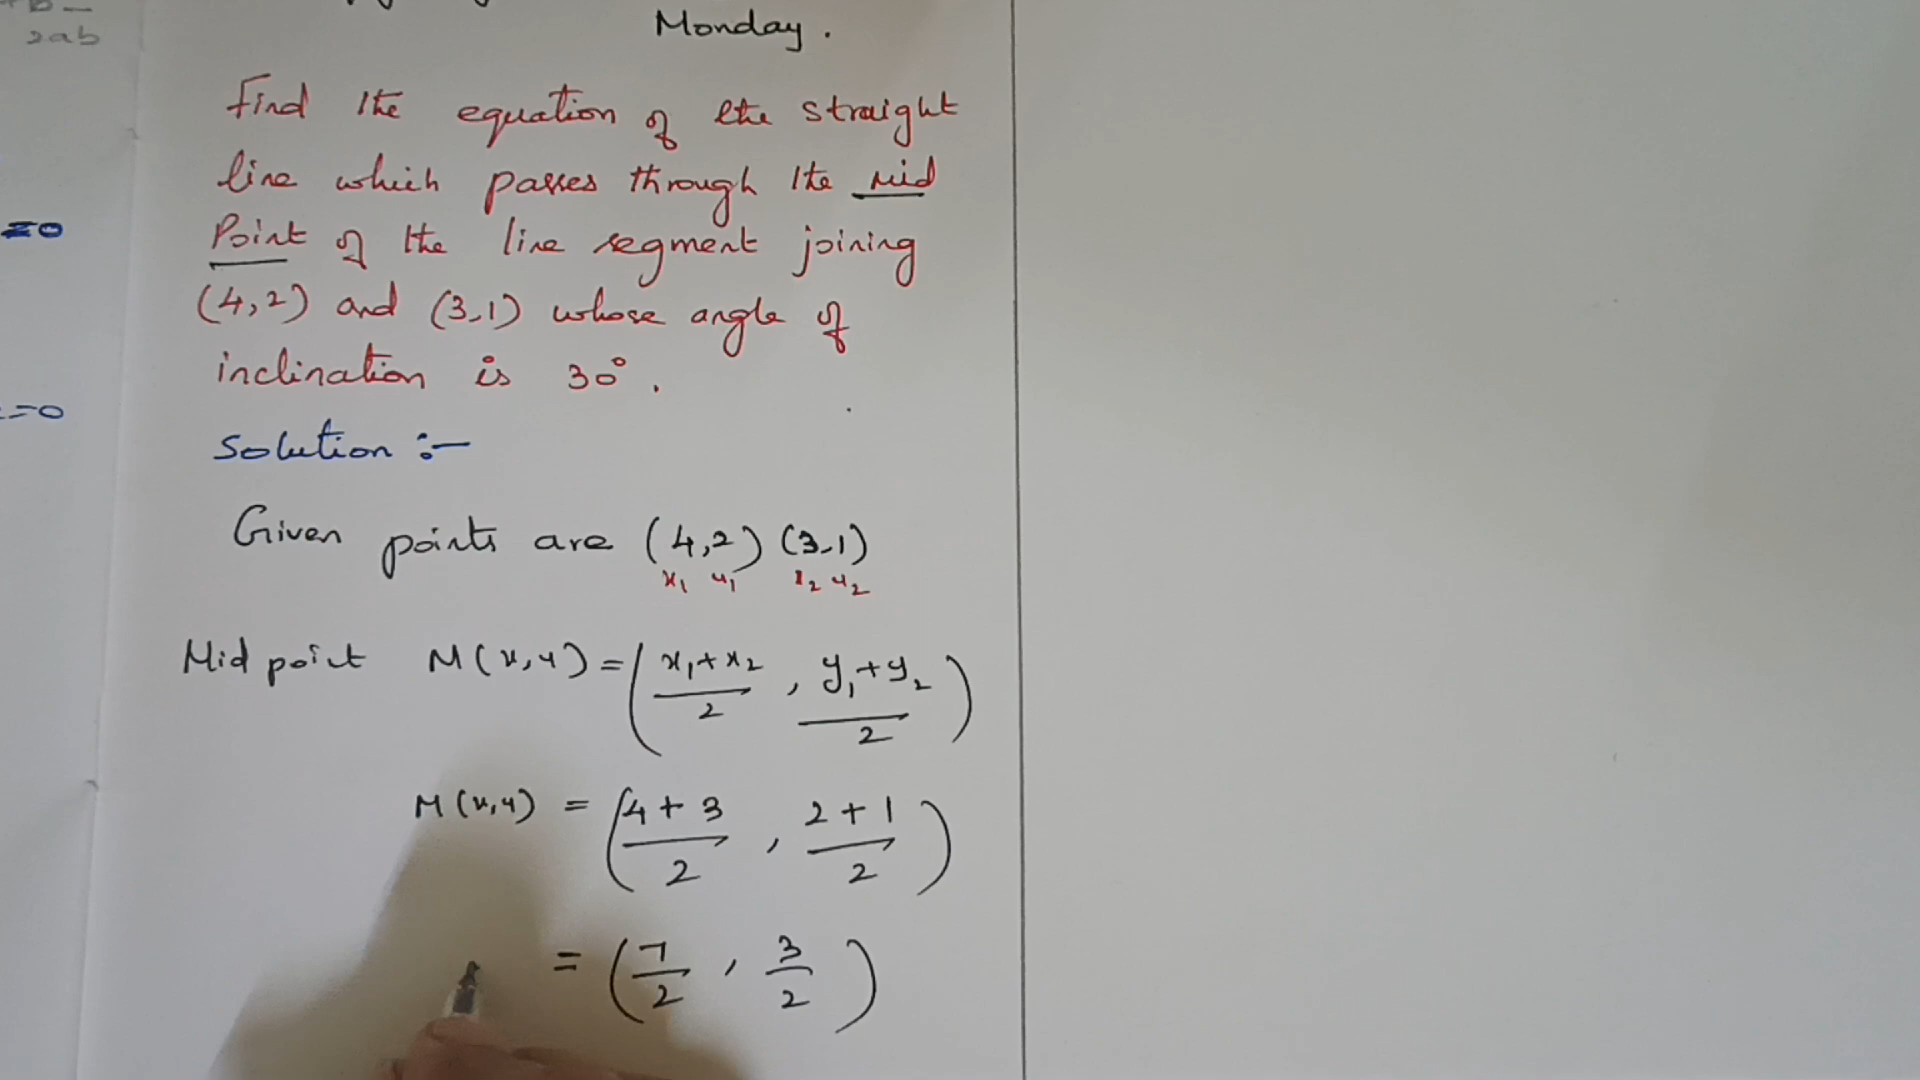 2ab
=0
=0
Monday.
Find the equation of the straight
line which passes through the mid
Point of the line segment joining
(4,2) and (3,1) whose angle of
inclination is 30°.
Solution :-
Given points are (4,2) (3,1)
x₁ y₁ x₂ y₂
Mid point M(x,y) = ( x₁+x₂ / 2 , y₁+y₂ / 2 )
M(x,y) = ( 4+3 / 2 , 2+1 / 2 )
= ( 7/2 , 3/2 )